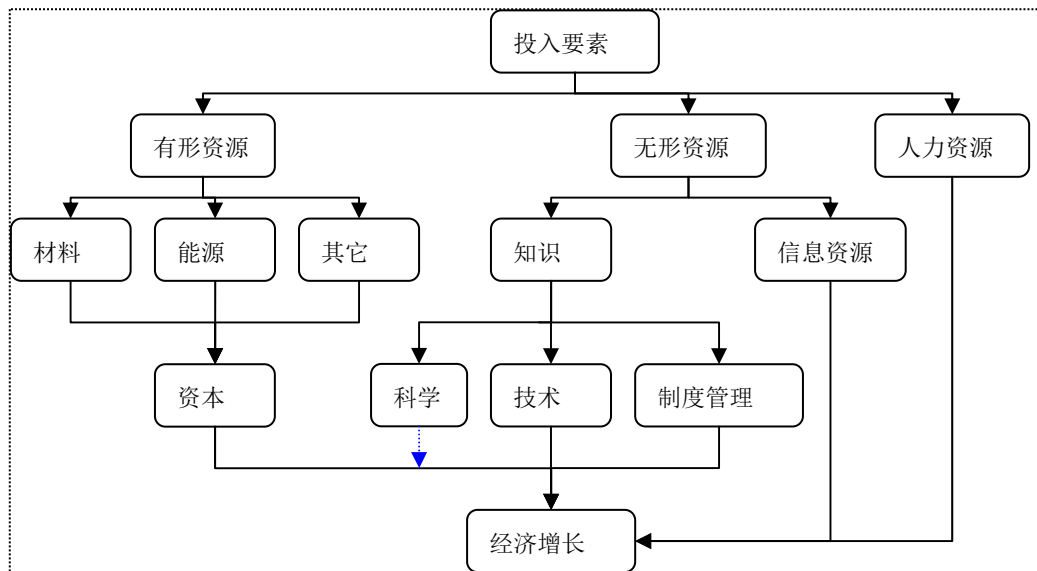 投入要素
有形资源
无形资源
人力资源
材料
能源
其它
知识
信息资源
资本
科学
技术
制度管理
经济增长